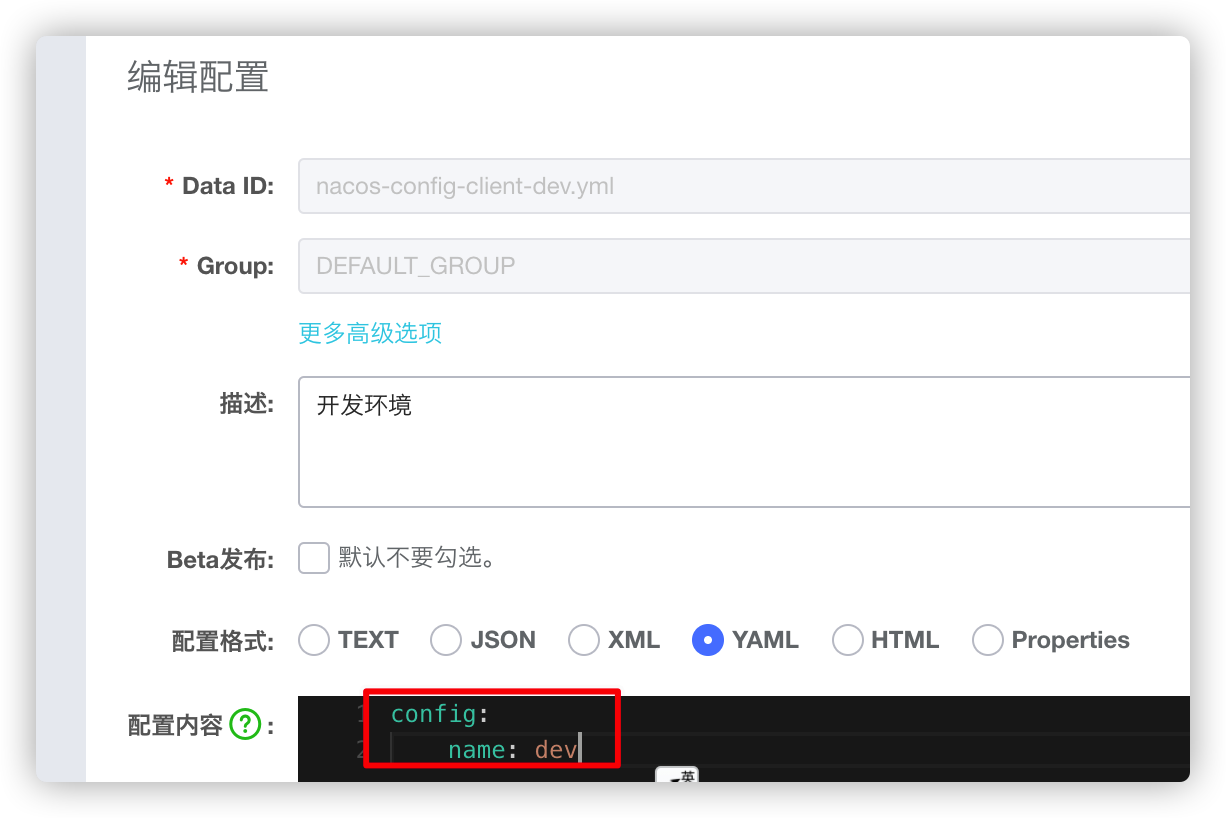 编辑配置
* Data ID: nacos-config-client-dev.yml
* Group: DEFAULT_GROUP
更多高级选项
描述: 开发环境
Beta发布: 默认不要勾选。
配置格式: TEXT JSON XML YAML HTML Properties
配置内容 ? : 1 config:
2 name: dev
英